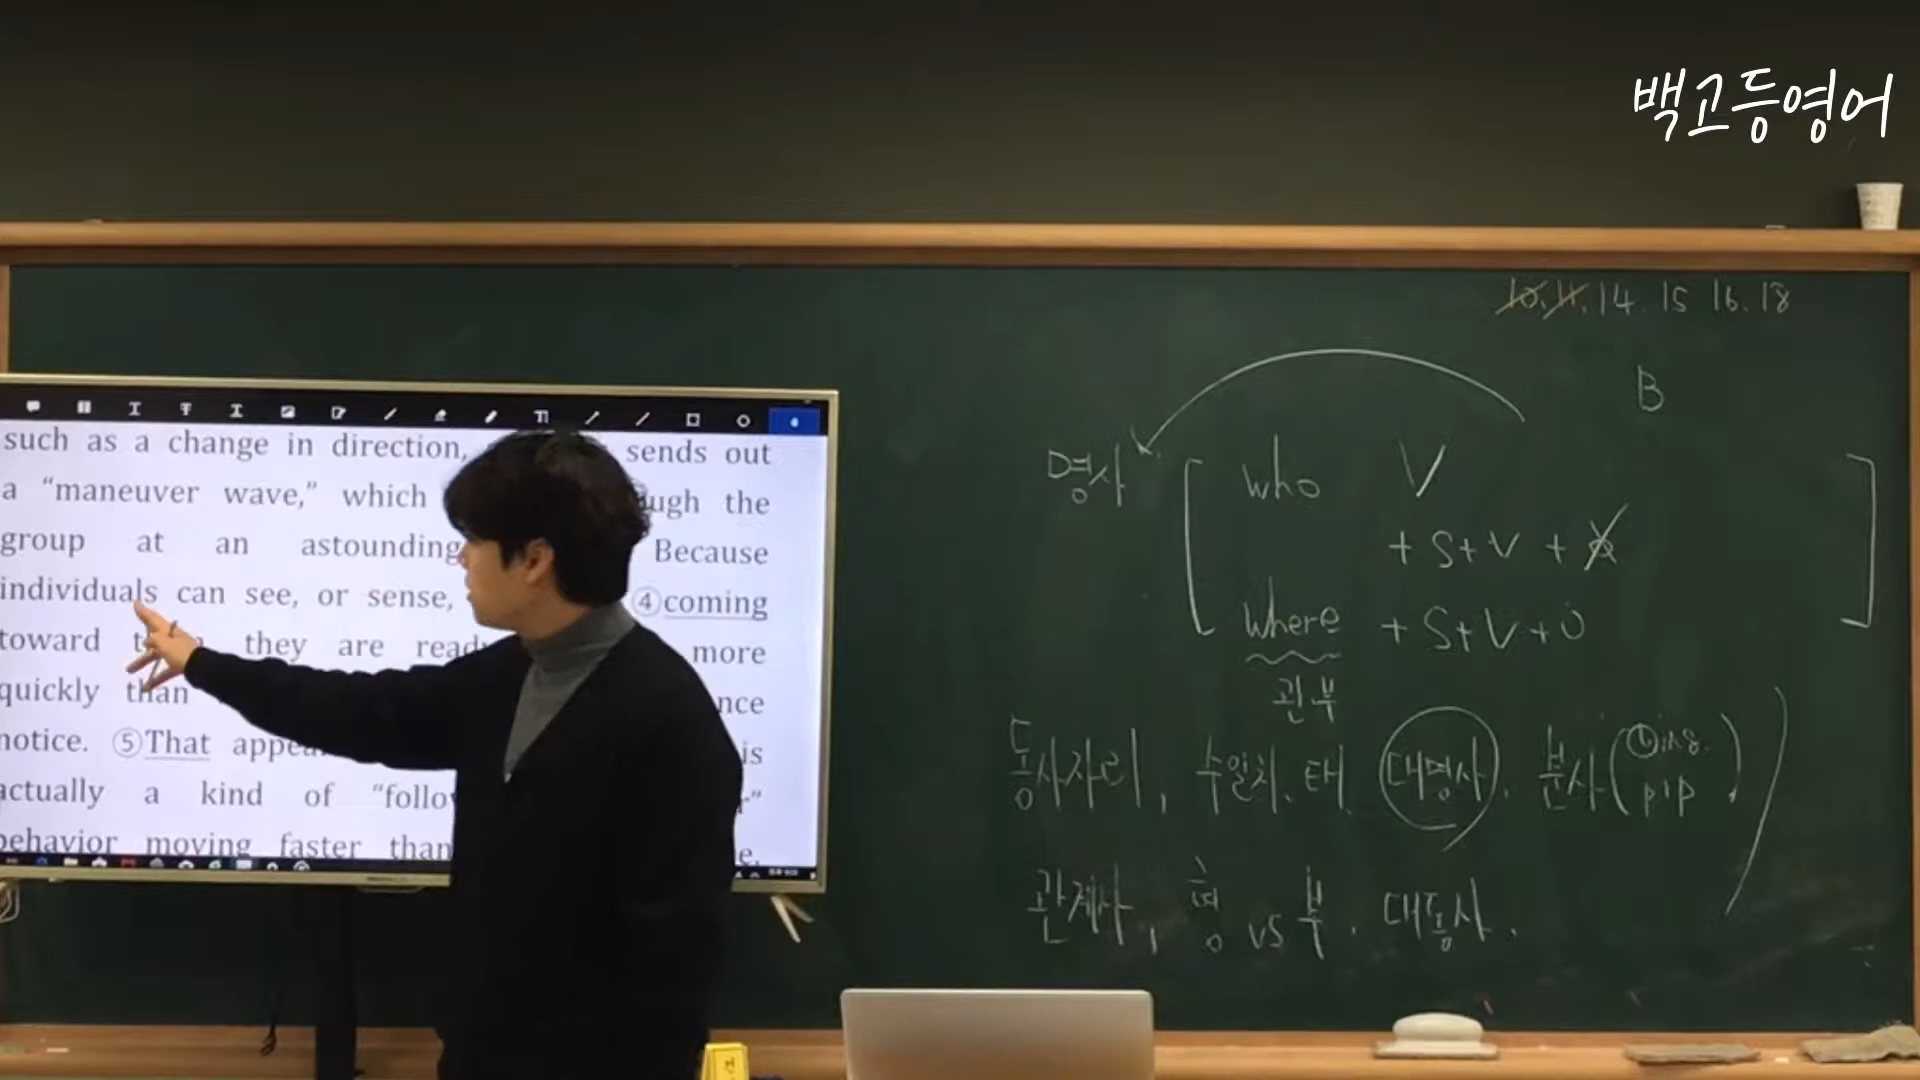 백고등영어
10. 11. 14. 15 16. 18
B
명사 [ who V
+ S+V +
where + S+V+O ]
관부
동사자리, 수일치. 태. 대명사. 분사 ( ing. p.p )
관계사, 형 vs 부. 대동사.
such as a change in direction, sends out
a “maneuver wave,” which the
group at an astounding Because
individuals can see, or sense, ④coming
toward they are more
quickly than
notice. ⑤That is
actually a kind of
behavior moving faster than